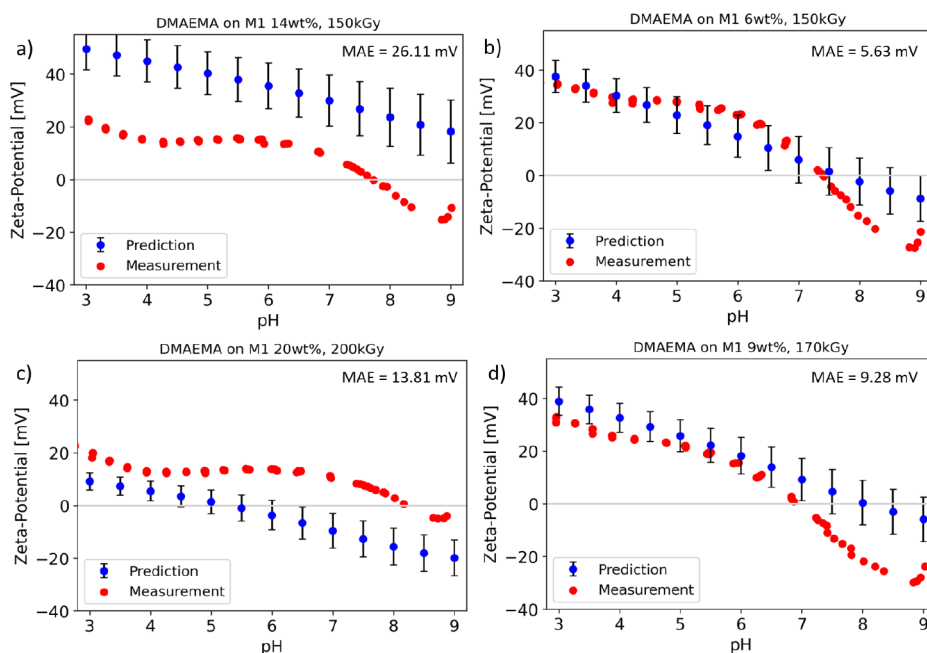 a)
DMAEMA on M1 14wt%, 150kGy
MAE = 26.11 mV
Zeta-Potential [mV]
40
20
0
−20
−40
Prediction
Measurement
3 4 5 6 7 8 9
pH
b)
DMAEMA on M1 6wt%, 150kGy
MAE = 5.63 mV
Zeta-Potential [mV]
40
20
0
−20
−40
Prediction
Measurement
3 4 5 6 7 8 9
pH
c)
DMAEMA on M1 20wt%, 200kGy
MAE = 13.81 mV
Zeta-Potential [mV]
40
20
0
−20
−40
Prediction
Measurement
3 4 5 6 7 8 9
pH
d)
DMAEMA on M1 9wt%, 170kGy
MAE = 9.28 mV
Zeta-Potential [mV]
40
20
0
−20
−40
Prediction
Measurement
3 4 5 6 7 8 9
pH